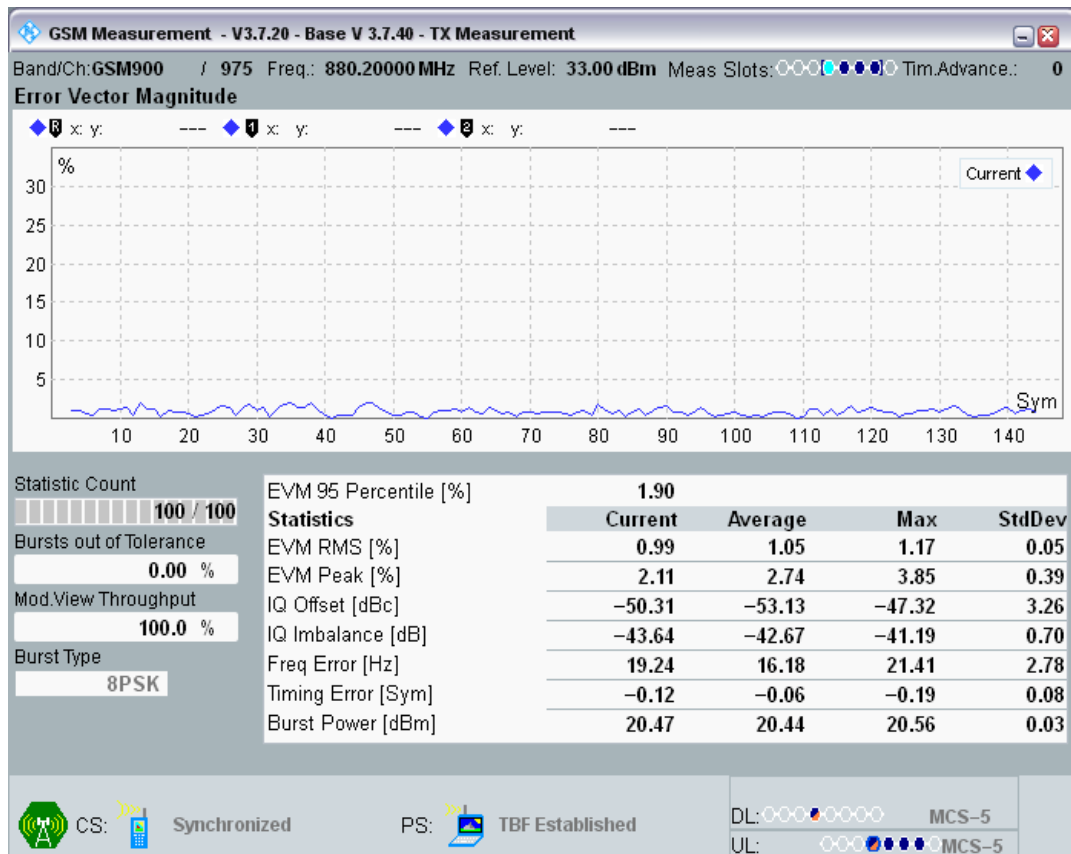 GSM Measurement - V3.7.20 - Base V 3.7.40 - TX Measurement
Band/Ch:GSM900 / 975 Freq.: 880.20000 MHz Ref. Level: 33.00 dBm Meas Slots: Tim.Advance.: 0
Error Vector Magnitude
R x: y: --- 1 x: y: --- 2 x: y: ---
%
Current
30
25
20
15
10
5
Sym
10 20 30 40 50 60 70 80 90 100 110 120 130 140
Statistic Count
100 / 100
Bursts out of Tolerance
0.00 %
Mod.View Throughput
100.0 %
Burst Type
8PSK
EVM 95 Percentile [%] 1.90
Statistics Current Average Max StdDev
EVM RMS [%] 0.99 1.05 1.17 0.05
EVM Peak [%] 2.11 2.74 3.85 0.39
IQ Offset [dBc] −50.31 −53.13 −47.32 3.26
IQ Imbalance [dB] −43.64 −42.67 −41.19 0.70
Freq Error [Hz] 19.24 16.18 21.41 2.78
Timing Error [Sym] −0.12 −0.06 −0.19 0.08
Burst Power [dBm] 20.47 20.44 20.56 0.03
CS: Synchronized PS: TBF Established
DL: MCS−5
UL: MCS−5